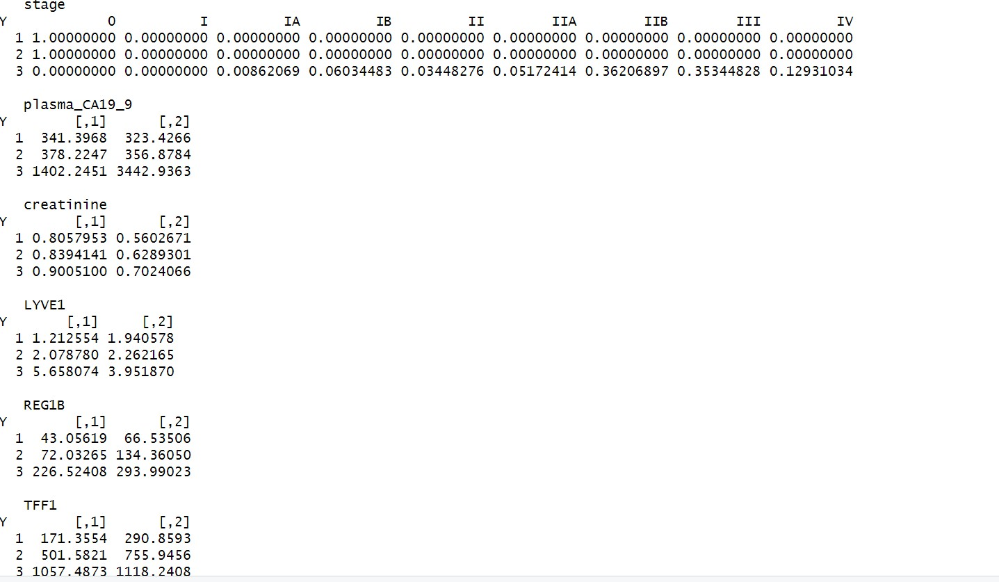 stage
Y 0 I IA IB II IIA IIB III IV
1 1.00000000 0.00000000 0.00000000 0.00000000 0.00000000 0.00000000 0.00000000 0.00000000 0.00000000
2 1.00000000 0.00000000 0.00000000 0.00000000 0.00000000 0.00000000 0.00000000 0.00000000 0.00000000
3 0.00000000 0.00000000 0.00862069 0.06034483 0.03448276 0.05172414 0.36206897 0.35344828 0.12931034
plasma_CA19_9
Y [,1] [,2]
1 341.3968 323.4266
2 378.2247 356.8784
3 1402.2451 3442.9363
creatinine
Y [,1] [,2]
1 0.8057953 0.5602671
2 0.8394141 0.6289301
3 0.9005100 0.7024066
LYVE1
Y [,1] [,2]
1 1.212554 1.940578
2 2.078780 2.262165
3 5.658074 3.951870
REG1B
Y [,1] [,2]
1 43.05619 66.53506
2 72.03265 134.36050
3 226.52408 293.99023
TFF1
Y [,1] [,2]
1 171.3554 290.8593
2 501.5821 755.9456
3 1057.4873 1118.2408